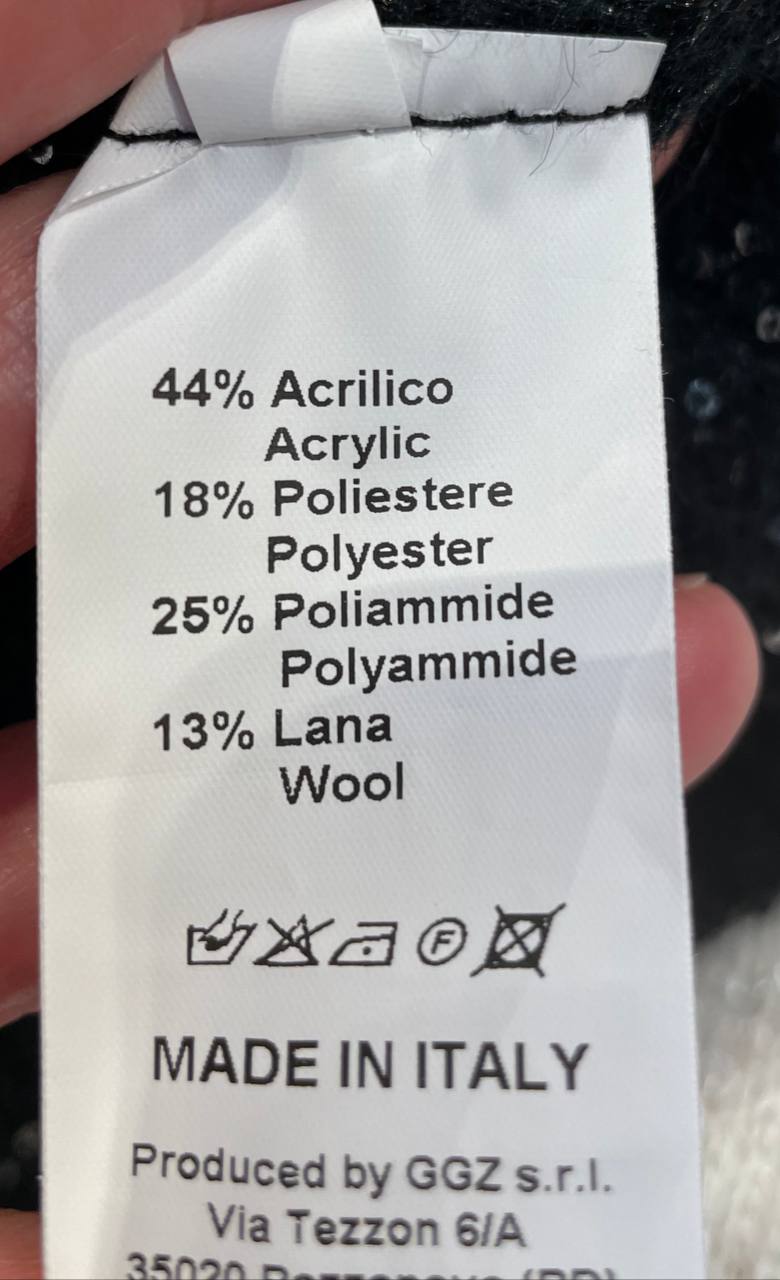 44% Acrilico
Acrylic
18% Poliestere
Polyester
25% Poliammide
Polyammide
13% Lana
Wool
F
MADE IN ITALY
Produced by GGZ s.r.l.
Via Tezzon 6/A
35020